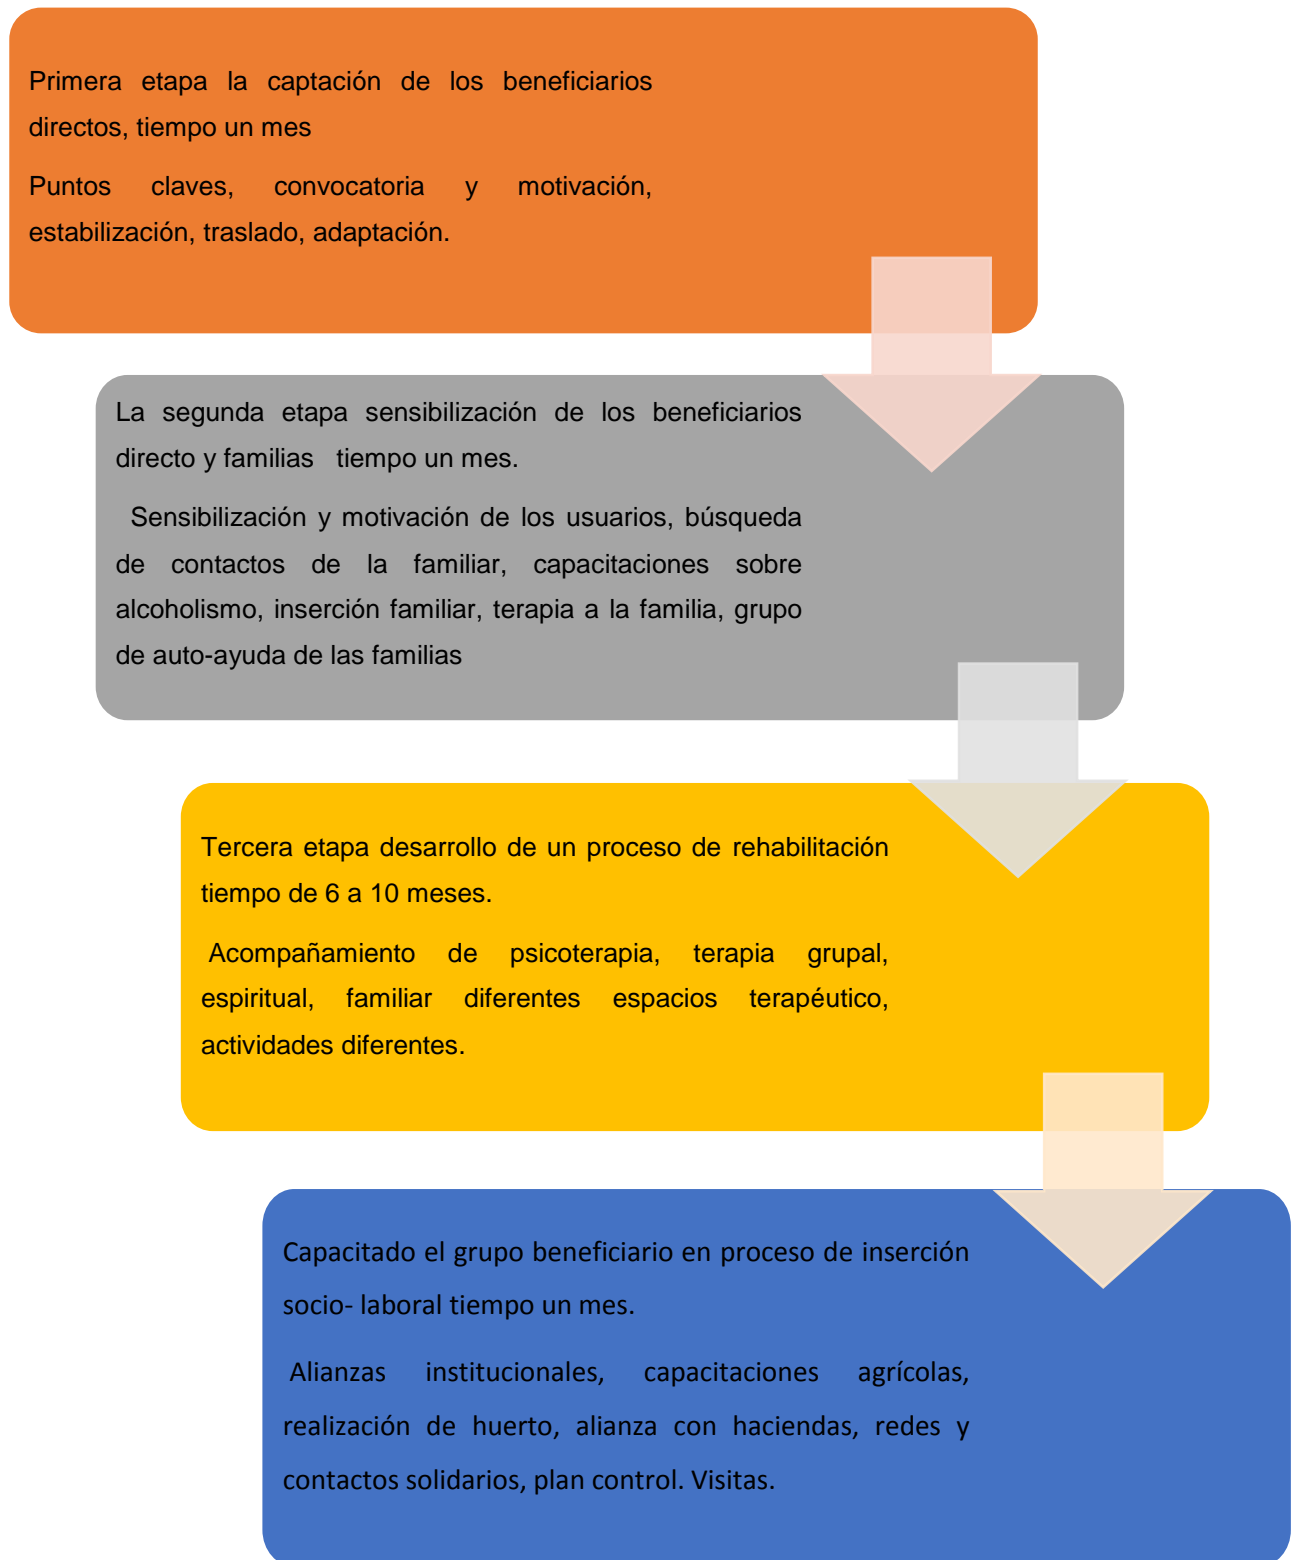 Primera etapa la captación de los beneficiarios
directos, tiempo un mes
Puntos claves, convocatoria y motivación,
estabilización, traslado, adaptación.
La segunda etapa sensibilización de los beneficiarios
directo y familias tiempo un mes.
Sensibilización y motivación de los usuarios, búsqueda
de contactos de la familiar, capacitaciones sobre
alcoholismo, inserción familiar, terapia a la familia, grupo
de auto-ayuda de las familias
Tercera etapa desarrollo de un proceso de rehabilitación
tiempo de 6 a 10 meses.
Acompañamiento de psicoterapia, terapia grupal,
espiritual, familiar diferentes espacios terapéutico,
actividades diferentes.
Capacitado el grupo beneficiario en proceso de inserción
socio- laboral tiempo un mes.
Alianzas institucionales, capacitaciones agrícolas,
realización de huerto, alianza con haciendas, redes y
contactos solidarios, plan control. Visitas.